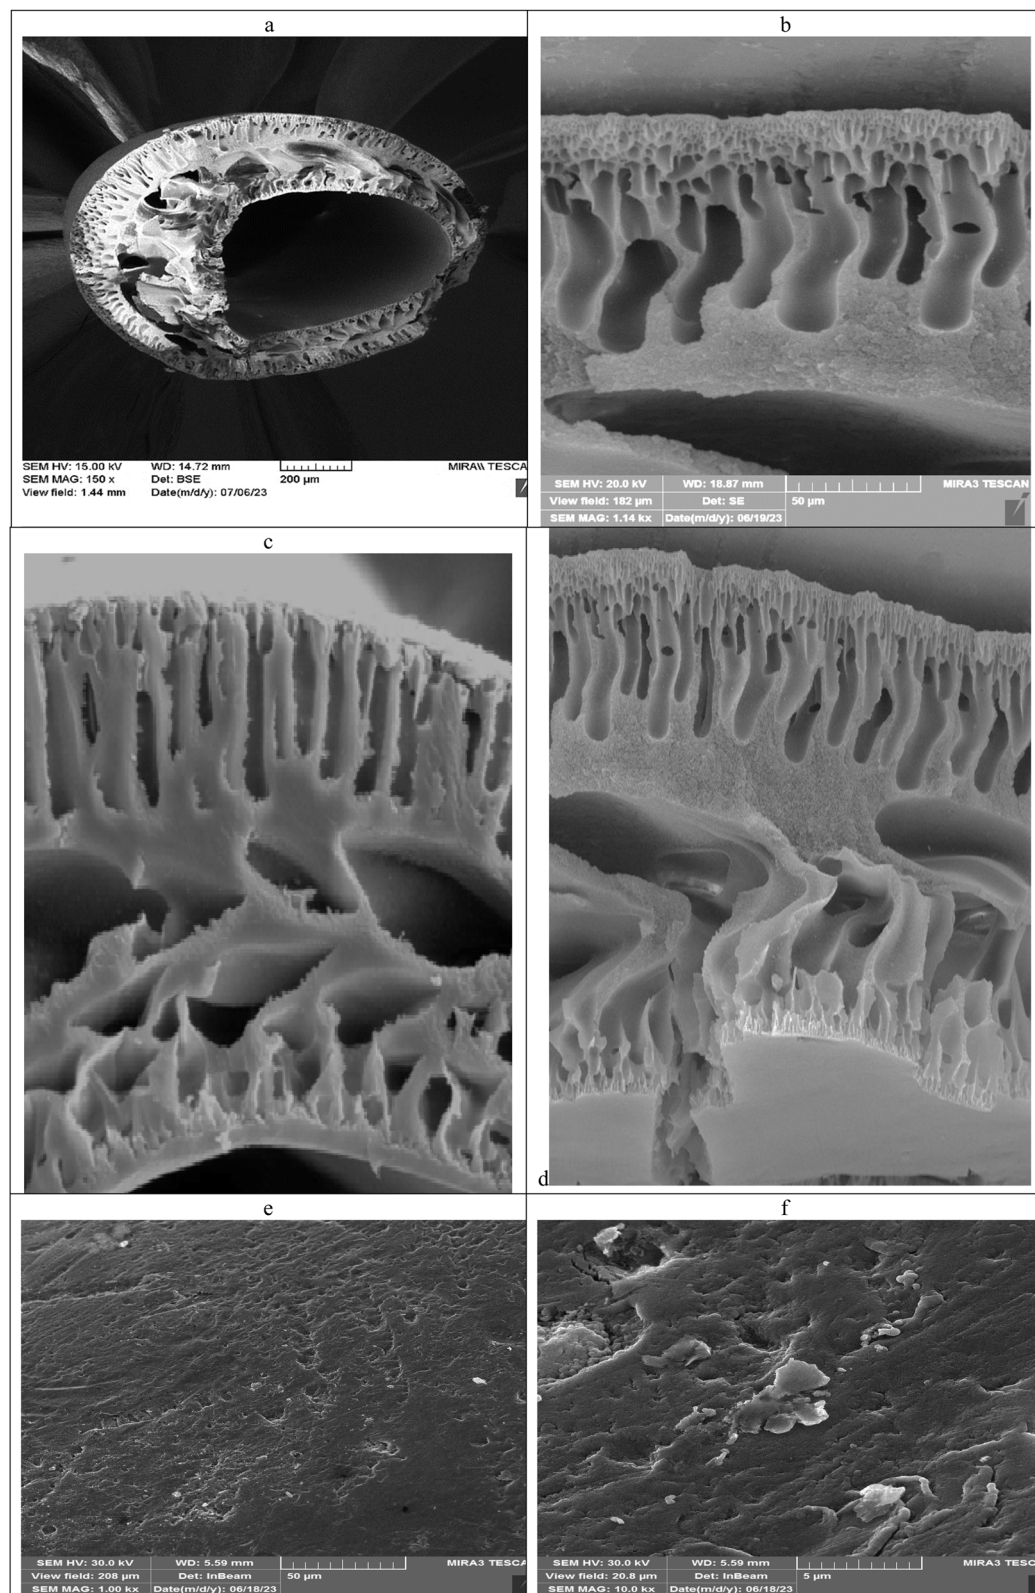 a
SEM HV: 15.00 kV WD: 14.72 mm MIRA\\ TESCA
SEM MAG: 150 x Det: BSE 200 µm
View field: 1.44 mm Date(m/d/y): 07/06/23
b
SEM HV: 20.0 kV WD: 18.87 mm MIRA3 TESCAN
View field: 182 µm Det: SE 50 µm
SEM MAG: 1.14 kx Date(m/d/y): 06/19/23
c
d
e
SEM HV: 30.0 kV WD: 5.59 mm MIRA3 TESCA
View field: 208 µm Det: InBeam 50 µm
SEM MAG: 1.00 kx Date(m/d/y): 06/18/23
f
SEM HV: 30.0 kV WD: 5.59 mm MIRA3 TESC
View field: 20.8 µm Det: InBeam 5 µm
SEM MAG: 10.0 kx Date(m/d/y): 06/18/23